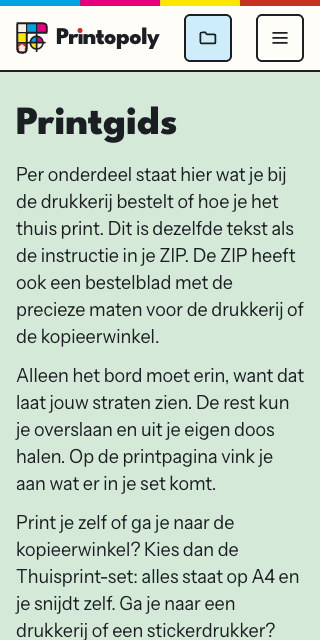 Printopoly
Printgids
Per onderdeel staat hier wat je bij
de drukkerij bestelt of hoe je het
thuis print. Dit is dezelfde tekst als
de instructie in je ZIP. De ZIP heeft
ook een bestelblad met de
precieze maten voor de drukkerij of
de kopieerwinkel.
Alleen het bord moet erin, want dat
laat jouw straten zien. De rest kun
je overslaan en uit je eigen doos
halen. Op de printpagina vink je
aan wat er in je set komt.
Print je zelf of ga je naar de
kopieerwinkel? Kies dan de
Thuisprint-set: alles staat op A4 en
je snijdt zelf. Ga je naar een
drukkerij of een stickerdrukker?